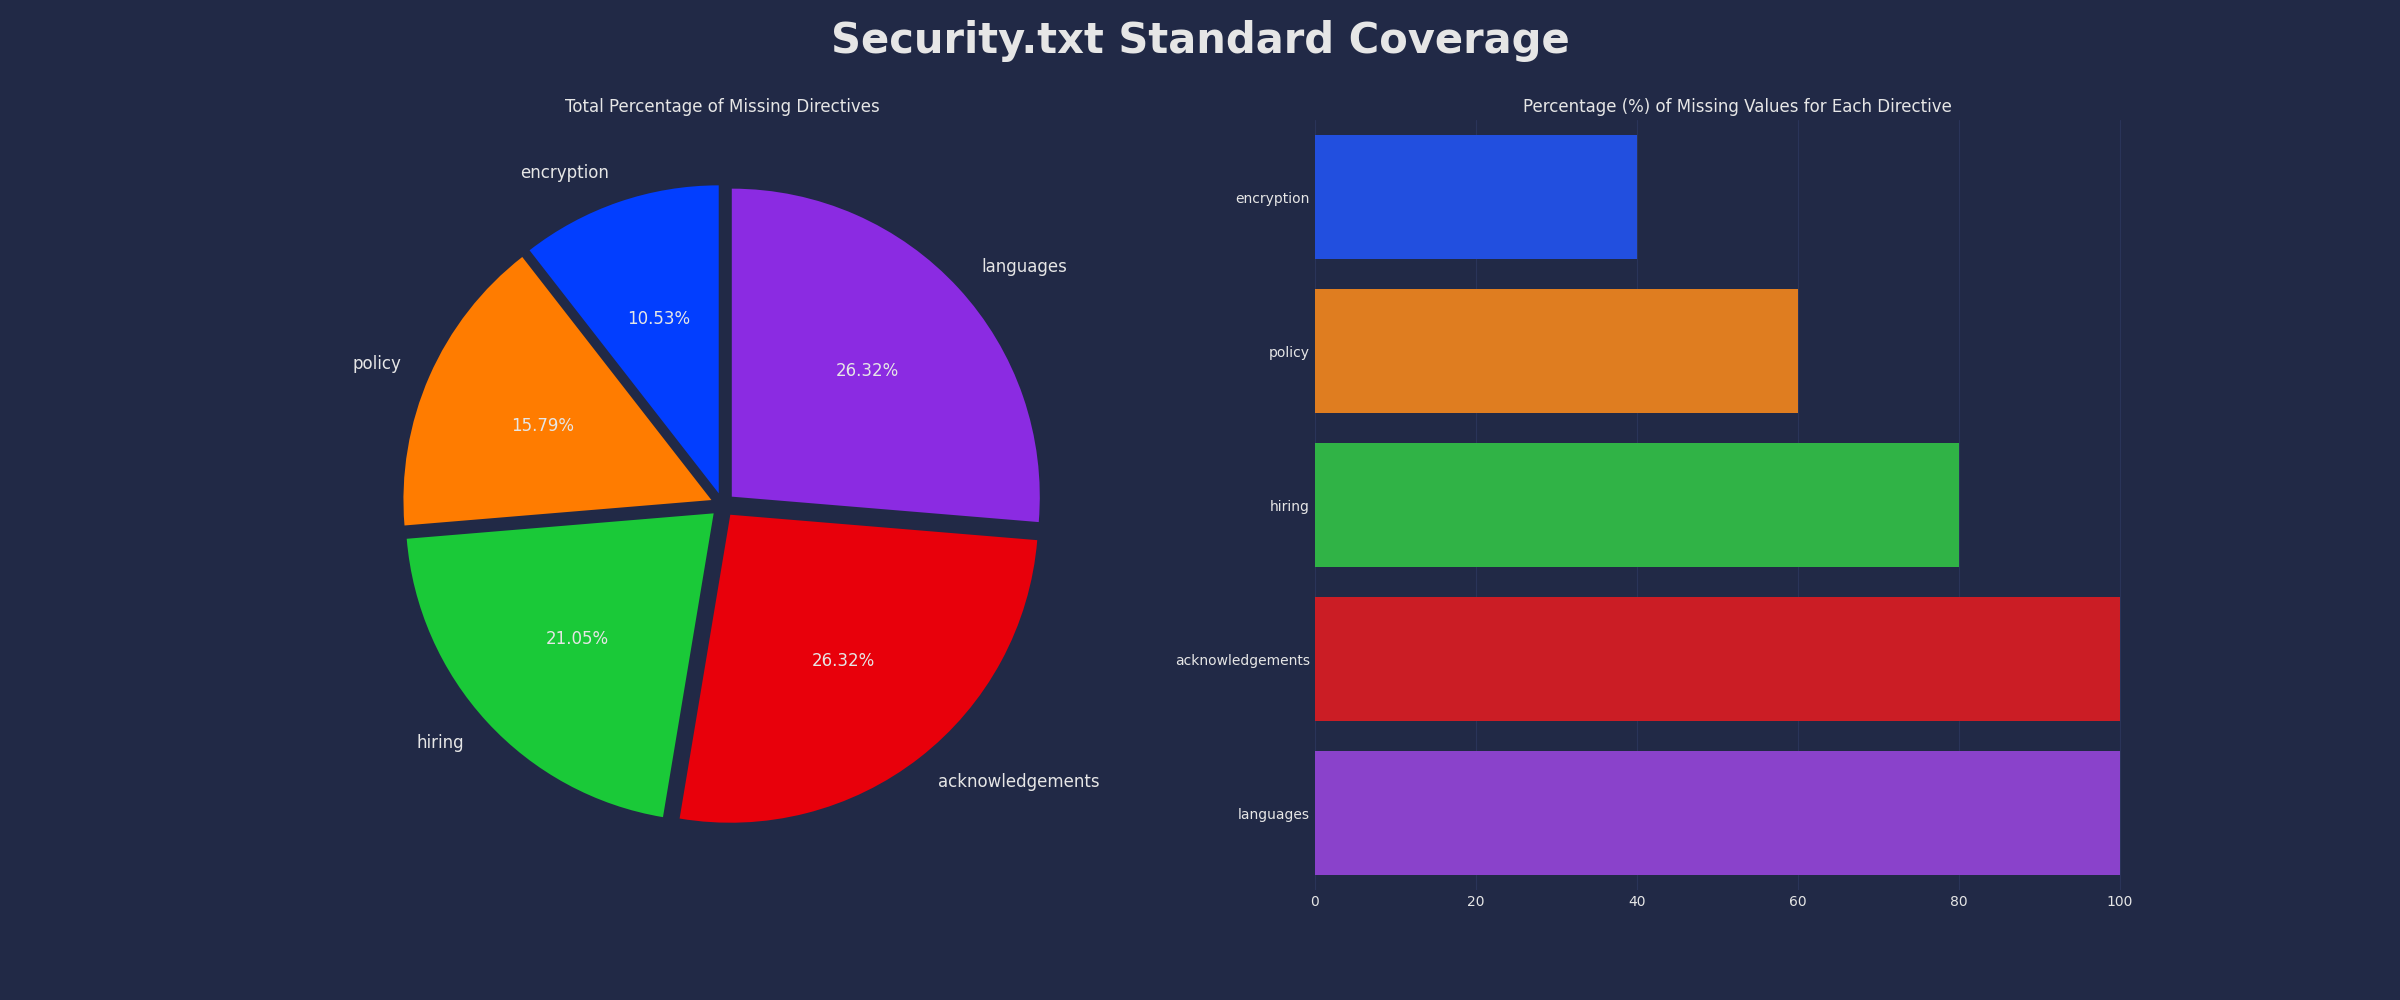 Security.txt Standard Coverage
Total Percentage of Missing Directives
encryption
languages
policy
hiring
acknowledgements
10.53%
26.32%
15.79%
21.05%
26.32%
Percentage (%) of Missing Values for Each Directive
encryption
policy
hiring
acknowledgements
languages
0 20 40 60 80 100